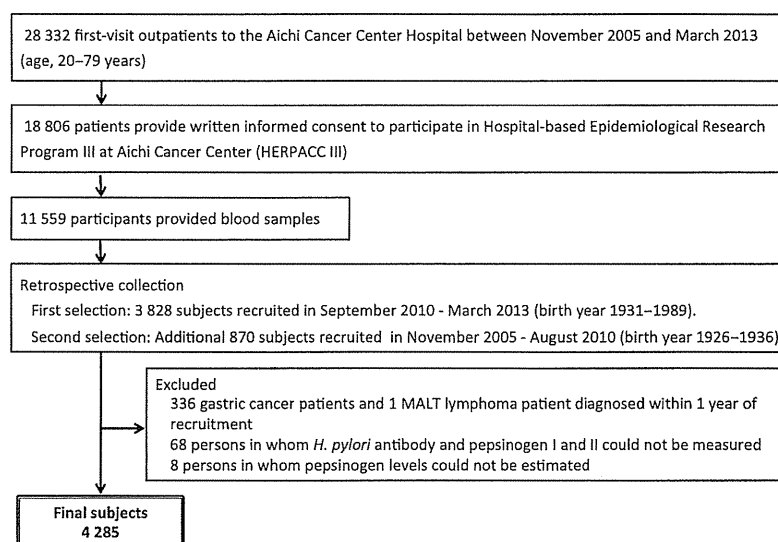 28 332 first-visit outpatients to the Aichi Cancer Center Hospital between November 2005 and March 2013
(age, 20–79 years)
18 806 patients provide written informed consent to participate in Hospital-based Epidemiological Research
Program III at Aichi Cancer Center (HERPACC III)
11 559 participants provided blood samples
Retrospective collection
First selection: 3 828 subjects recruited in September 2010 - March 2013 (birth year 1931–1989).
Second selection: Additional 870 subjects recruited in November 2005 - August 2010 (birth year 1926–1936)
Excluded
336 gastric cancer patients and 1 MALT lymphoma patient diagnosed within 1 year of
recruitment
68 persons in whom H. pylori antibody and pepsinogen I and II could not be measured
8 persons in whom pepsinogen levels could not be estimated
Final subjects
4 285